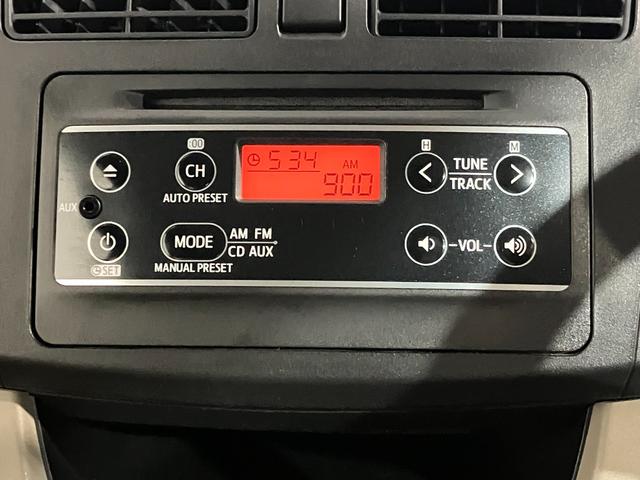 :00
H
M
CH
5:34
AM
900
TUNE
TRACK
AUTO PRESET
AUX
MODE
AM FM
CD AUX
VOL
SET
MANUAL PRESET